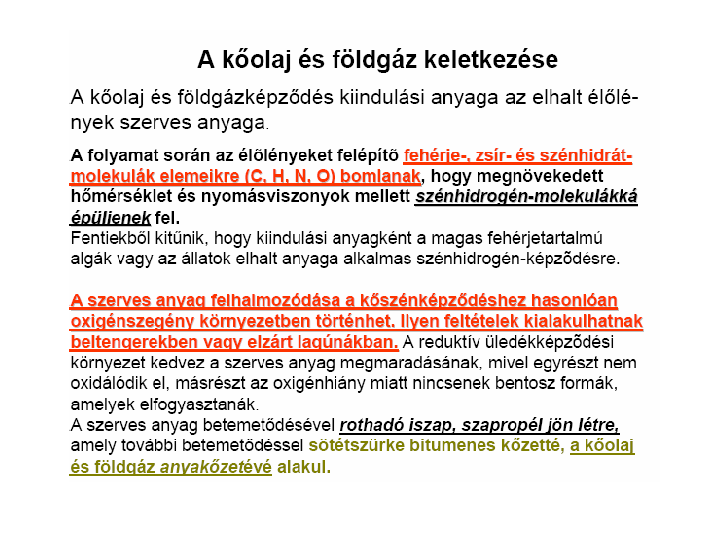 A kőolaj és földgáz keletkezése
A kőolaj és földgázképződés kiindulási anyaga az elhalt élőlé-
nyek szerves anyaga.
A folyamat során az élőlényeket felépítő fehérje-, zsír- és szénhidrát-
molekulák elemeikre (C, H, N, O) bomlanak, hogy megnövekedett
hőmérséklet és nyomásviszonyok mellett szénhidrogén-molekulákká
épüljenek fel.
Fentiekből kitűnik, hogy kiindulási anyagként a magas fehérjetartalmú
algák vagy az állatok elhalt anyaga alkalmas szénhidrogén-képzõdésre.
A szerves anyag felhalmozódása a kőszénképződéshez hasonlóan
oxigénszegény környezetben történhet. Ilyen feltételek kialakulhatnak
beltengerekben vagy elzárt lagúnákban. A reduktív üledékképzõdési
környezet kedvez a szerves anyag megmaradásának, mivel egyrészt nem
oxidálódik el, másrészt az oxigénhiány miatt nincsenek bentosz formák,
amelyek elfogyasztanák.
A szerves anyag betemetődésével rothadó iszap, szapropél jön létre,
amely további betemetõdéssel sötétszürke bitumenes kőzetté, a kőolaj
és földgáz anyakőzetévé alakul.